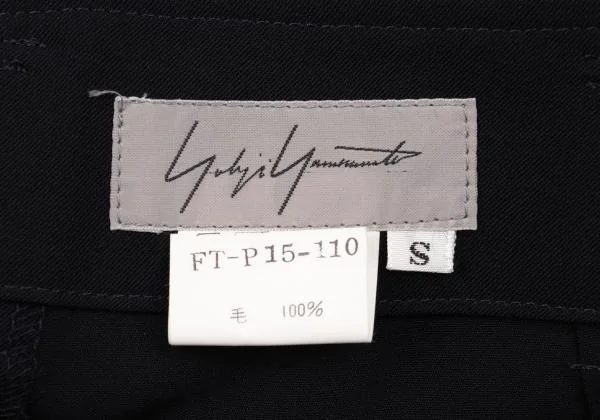 Yohji Yamamoto
FT-P15-110
S
毛 100%